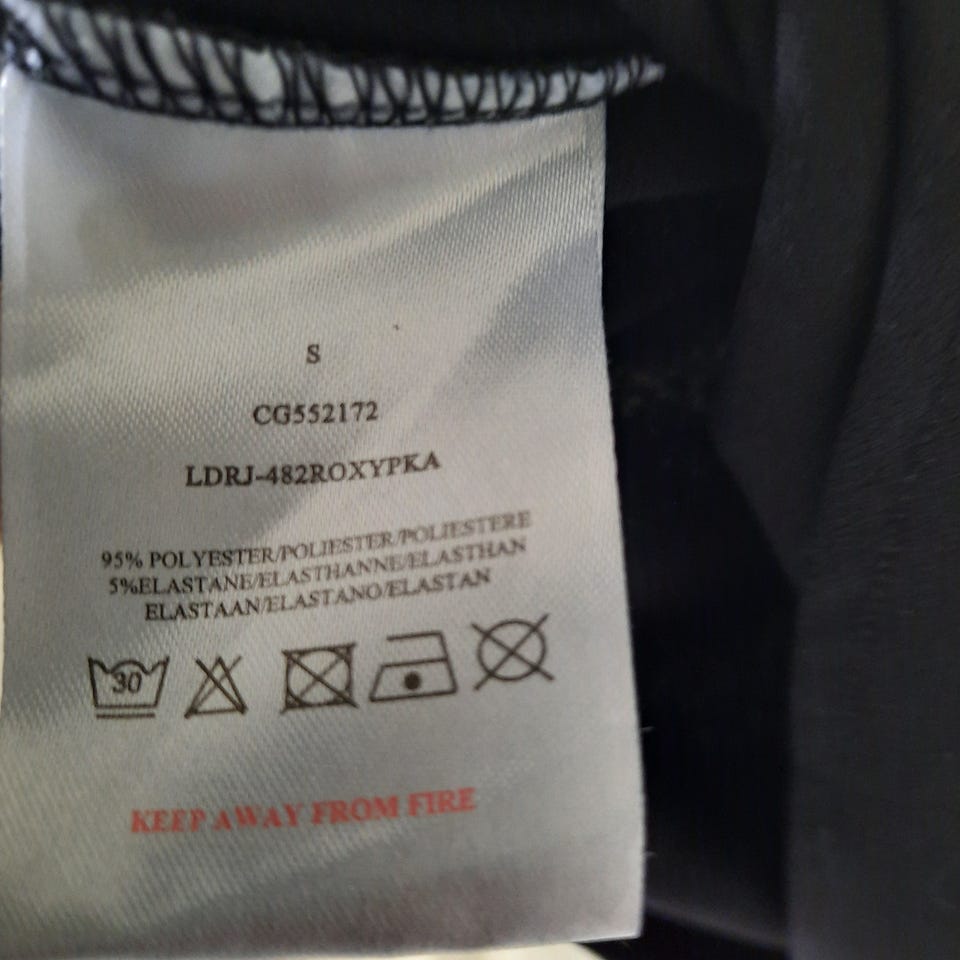 S
CG552172
LDRJ-482ROXYPKA
95% POLYESTER/POLIESTER/POLIESTERE
5%ELASTANE/ELASTHANNE/ELASTHAN
ELASTAAN/ELASTANO/ELASTAN
30
KEEP AWAY FROM FIRE